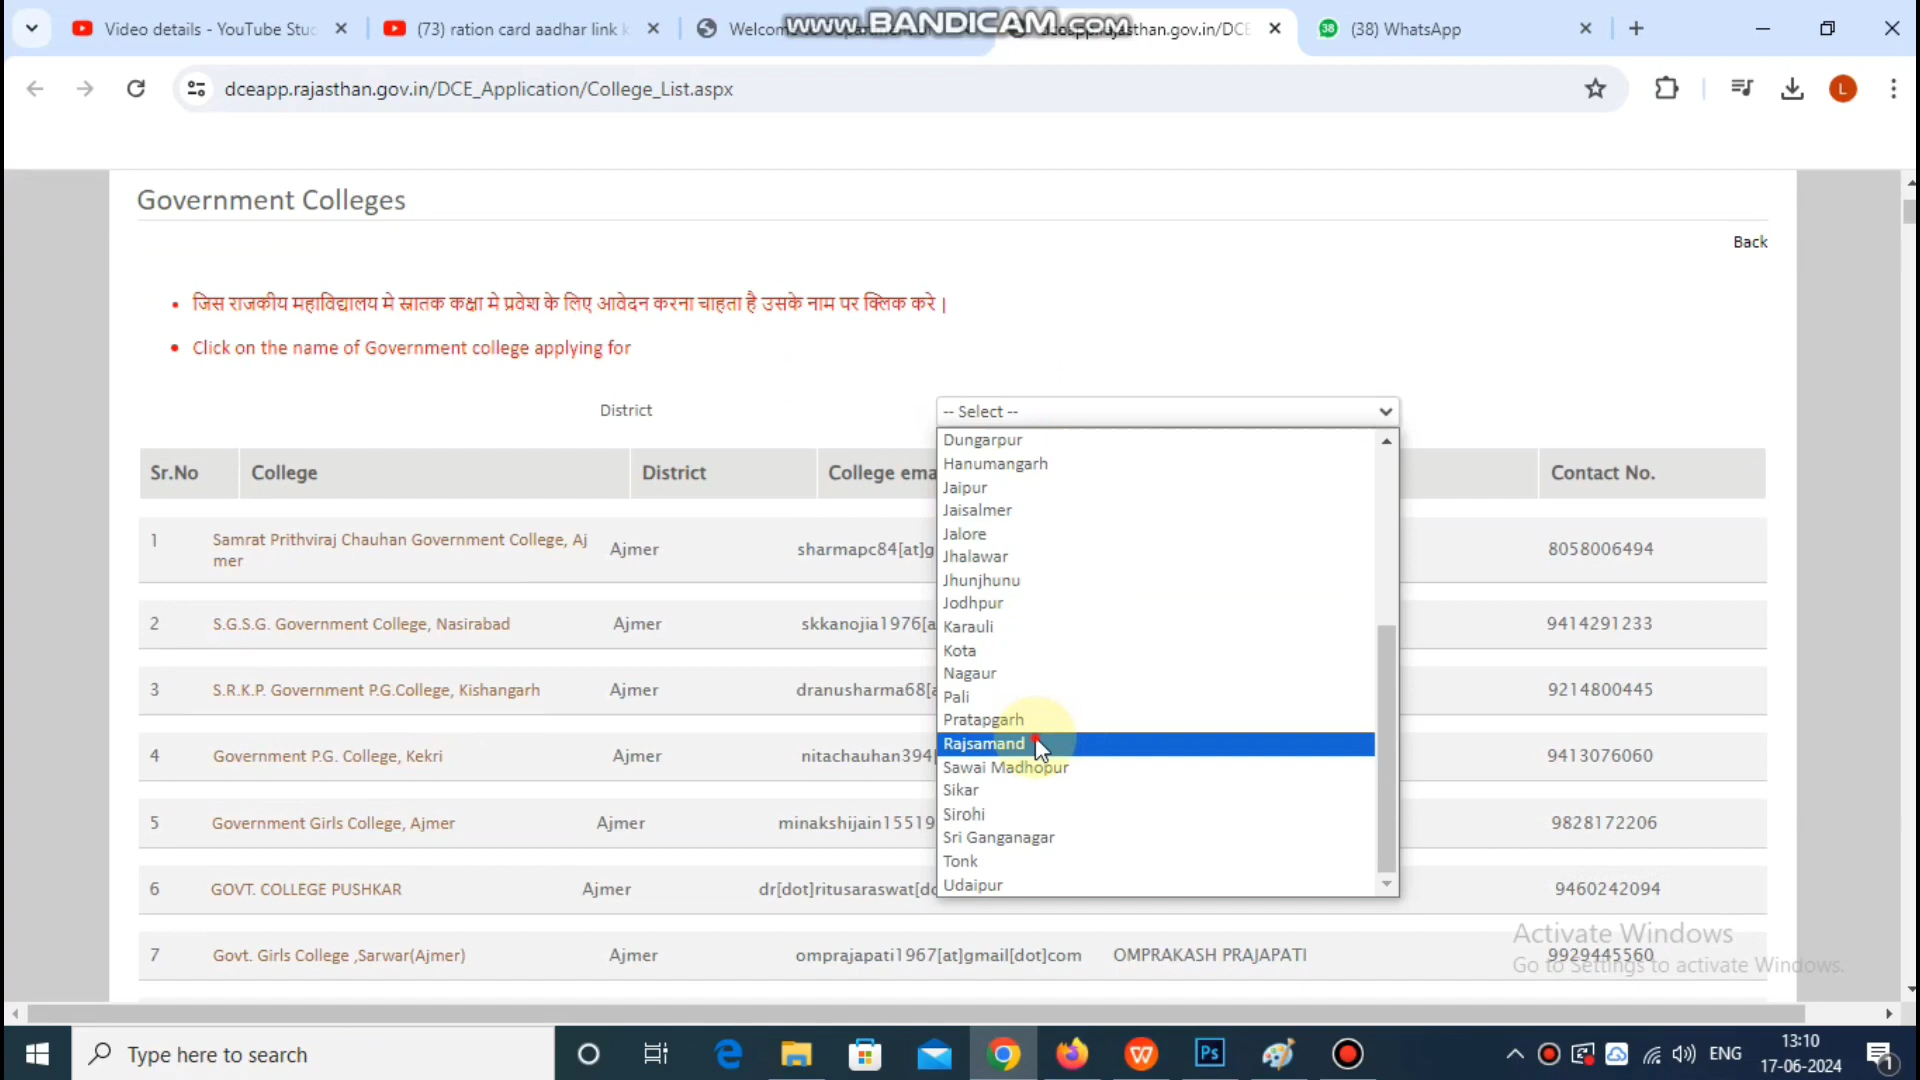 Video details - YouTube Stu
(73) ration card aadhar link k
Welcom
www.BANDICAM.com
than.gov.in/DCE
(38) WhatsApp
dceapp.rajasthan.gov.in/DCE_Application/College_List.aspx
L
Government Colleges
Back
जिस राजकीय महाविद्यालय मे स्नातक कक्षा मे प्रवेश के लिए आवेदन करना चाहता है उसके नाम पर क्लिक करे |
Click on the name of Government college applying for
District
-- Select --
Dungarpur
Hanumangarh
Jaipur
Jaisalmer
Jalore
Jhalawar
Jhunjhunu
Jodhpur
Karauli
Kota
Nagaur
Pali
Pratapgarh
Rajsamand
Sawai Madhopur
Sikar
Sirohi
Sri Ganganagar
Tonk
Udaipur
Sr.No College District College ema Contact No.
1 Samrat Prithviraj Chauhan Government College, Aj
mer Ajmer sharmapc84[at]g 8058006494
2 S.G.S.G. Government College, Nasirabad Ajmer skkanojia1976[a 9414291233
3 S.R.K.P. Government P.G.College, Kishangarh Ajmer dranusharma68[a 9214800445
4 Government P.G. College, Kekri Ajmer nitachauhan394 9413076060
5 Government Girls College, Ajmer Ajmer minakshijain15519 9828172206
6 GOVT. COLLEGE PUSHKAR Ajmer dr[dot]ritusaraswat[do 9460242094
7 Govt. Girls College ,Sarwar(Ajmer) Ajmer omprajapati1967[at]gmail[dot]com OMPRAKASH PRAJAPATI 9929445560
Activate Windows
Go to Settings to activate Windows.
Type here to search
Ps
ENG
13:10
17-06-2024
1